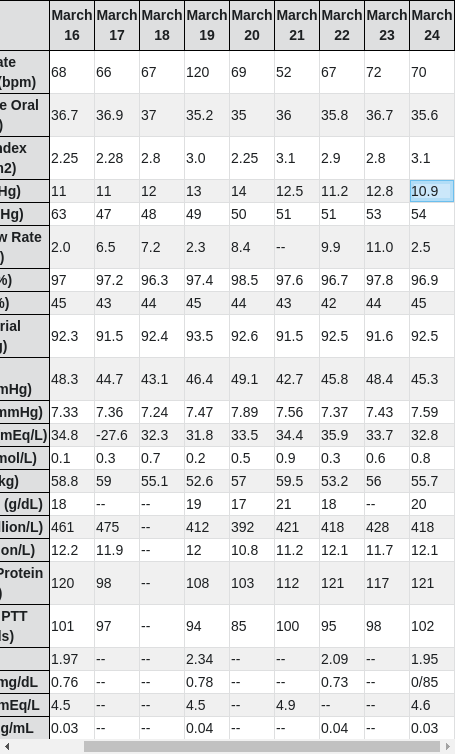 March 16 March 17 March 18 March 19 March 20 March 21 March 22 March 23 March 24
ate
(bpm) 68 66 67 120 69 52 67 72 70
e Oral
) 36.7 36.9 37 35.2 35 36 35.8 36.7 35.6
ndex
n2) 2.25 2.28 2.8 3.0 2.25 3.1 2.9 2.8 3.1
Hg) 11 11 12 13 14 12.5 11.2 12.8 10.9
Hg) 63 47 48 49 50 51 51 53 54
w Rate
) 2.0 6.5 7.2 2.3 8.4 -- 9.9 11.0 2.5
%) 97 97.2 96.3 97.4 98.5 97.6 96.7 97.8 96.9
%) 45 43 44 45 44 43 42 44 45
rial
g) 92.3 91.5 92.4 93.5 92.6 91.5 92.5 91.6 92.5
mHg) 48.3 44.7 43.1 46.4 49.1 42.7 45.8 48.4 45.3
mmHg) 7.33 7.36 7.24 7.47 7.89 7.56 7.37 7.43 7.59
mEq/L) 34.8 -27.6 32.3 31.8 33.5 34.4 35.9 33.7 32.8
mol/L) 0.1 0.3 0.7 0.2 0.5 0.9 0.3 0.6 0.8
kg) 58.8 59 55.1 52.6 57 59.5 53.2 56 55.7
(g/dL) 18 -- -- 19 17 21 18 -- 20
llion/L) 461 475 -- 412 392 421 418 428 418
on/L) 12.2 11.9 -- 12 10.8 11.2 12.1 11.7 12.1
Protein
) 120 98 -- 108 103 112 121 117 121
PTT
ds) 101 97 -- 94 85 100 95 98 102
1.97 -- -- 2.34 -- -- 2.09 -- 1.95
mg/dL 0.76 -- -- 0.78 -- -- 0.73 -- 0/85
mEq/L 4.5 -- -- 4.5 -- 4.9 -- -- 4.6
g/mL 0.03 -- -- 0.04 -- -- 0.04 -- 0.03